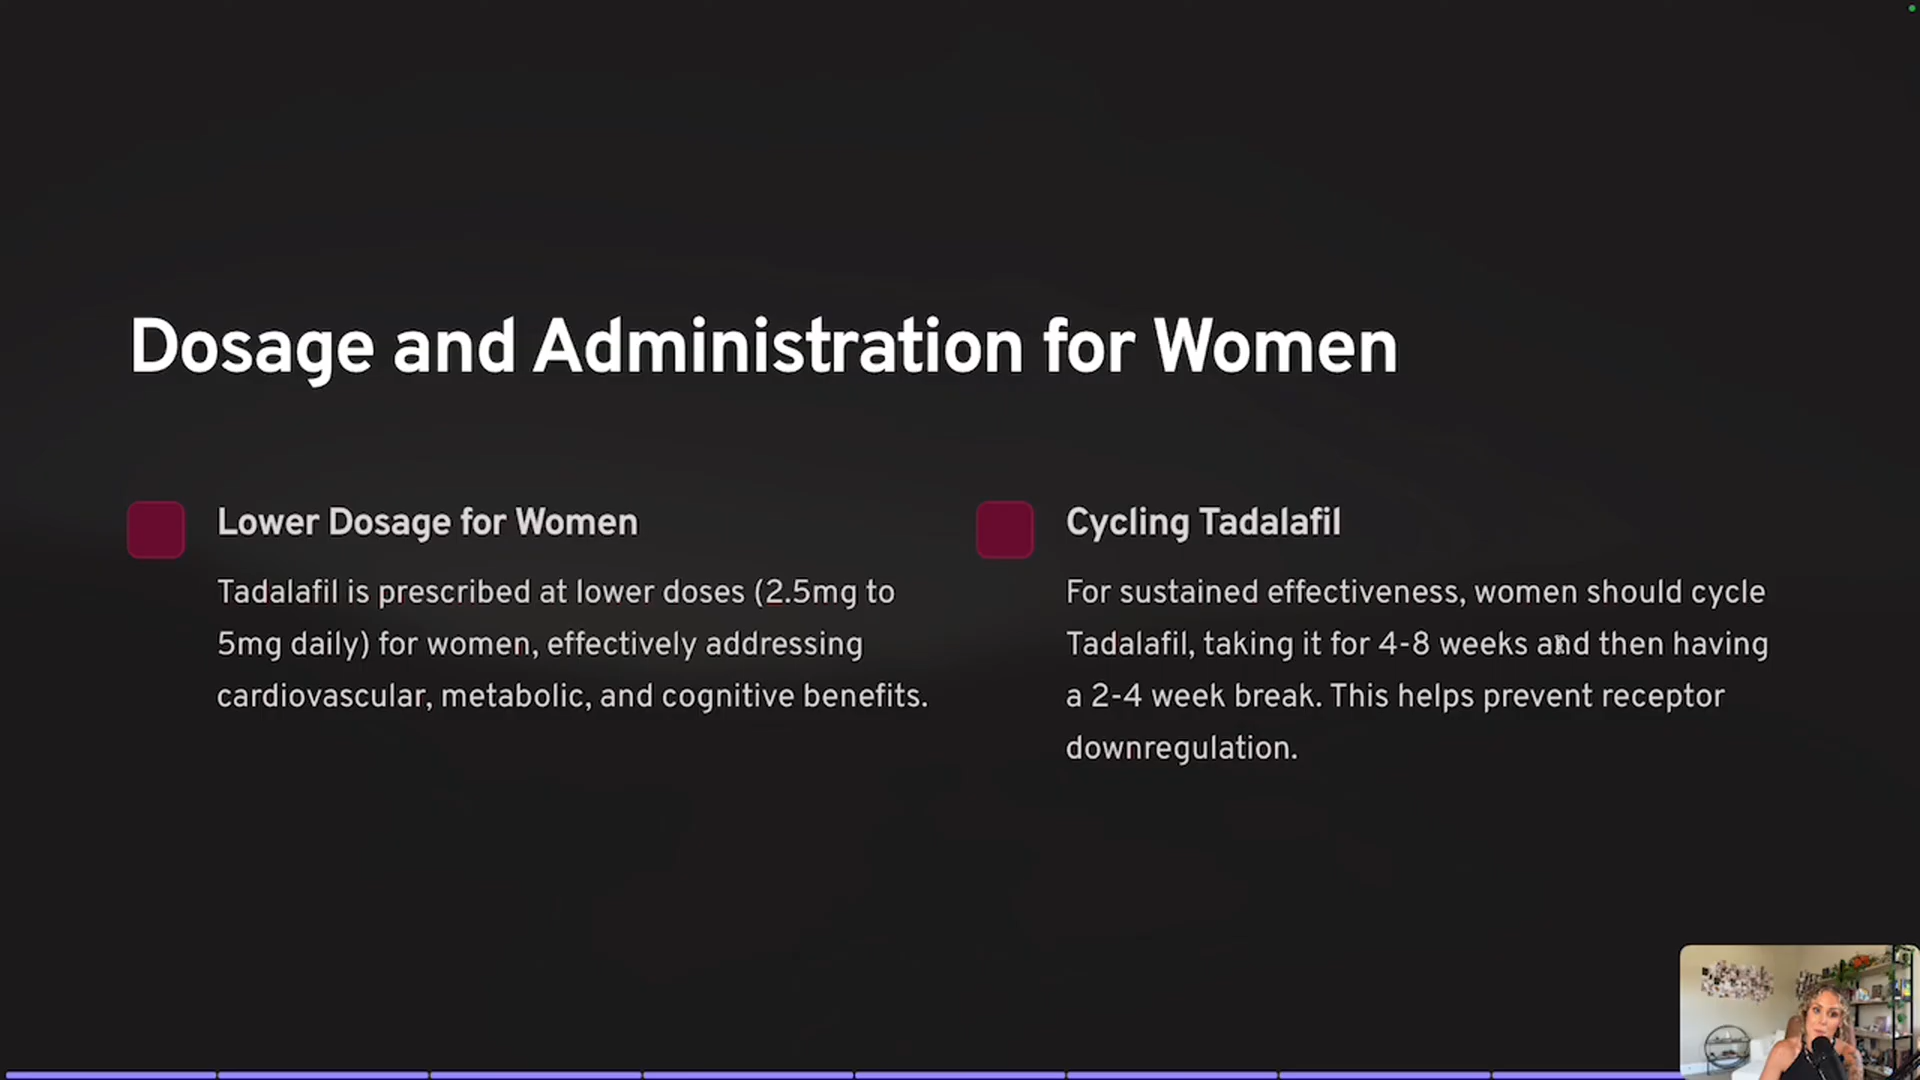 Dosage and Administration for Women
Lower Dosage for Women
Tadalafil is prescribed at lower doses (2.5mg to
5mg daily) for women, effectively addressing
cardiovascular, metabolic, and cognitive benefits.
Cycling Tadalafil
For sustained effectiveness, women should cycle
Tadalafil, taking it for 4-8 weeks and then having
a 2-4 week break. This helps prevent receptor
downregulation.